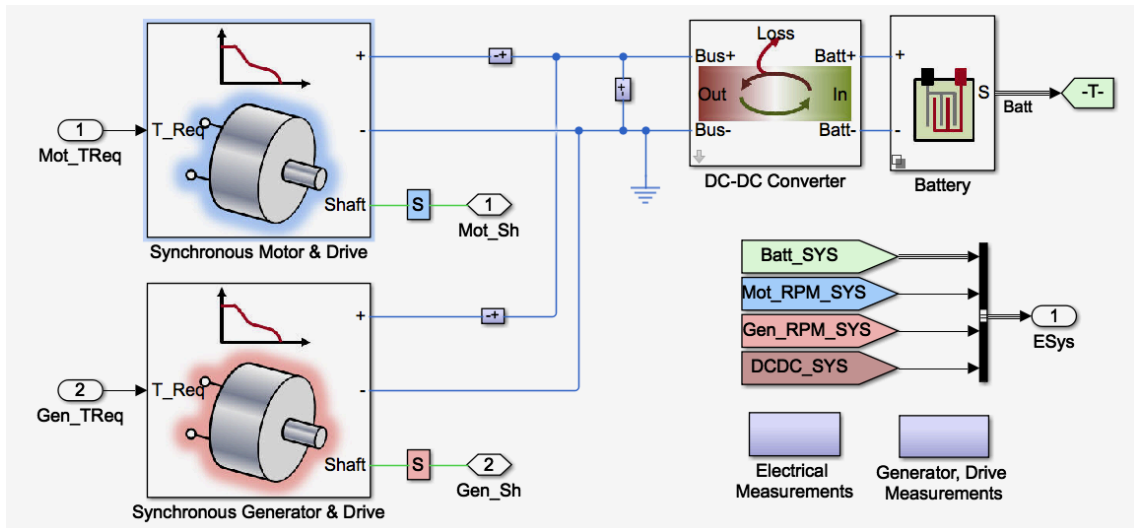 Loss
+
-+
Bus+
Batt+
+
+-
Out
In
S
Batt
-T-
1
T_Req
-
Bus-
Batt-
-
Mot_TReq
DC-DC Converter
Battery
Shaft
S
1
Mot_Sh
Synchronous Motor & Drive
Batt_SYS
Mot_RPM_SYS
+
-+
Gen_RPM_SYS
1
ESys
DCDC_SYS
2
T_Req
-
Gen_TReq
Shaft
S
2
Gen_Sh
Synchronous Generator & Drive
Electrical
Measurements
Generator, Drive
Measurements